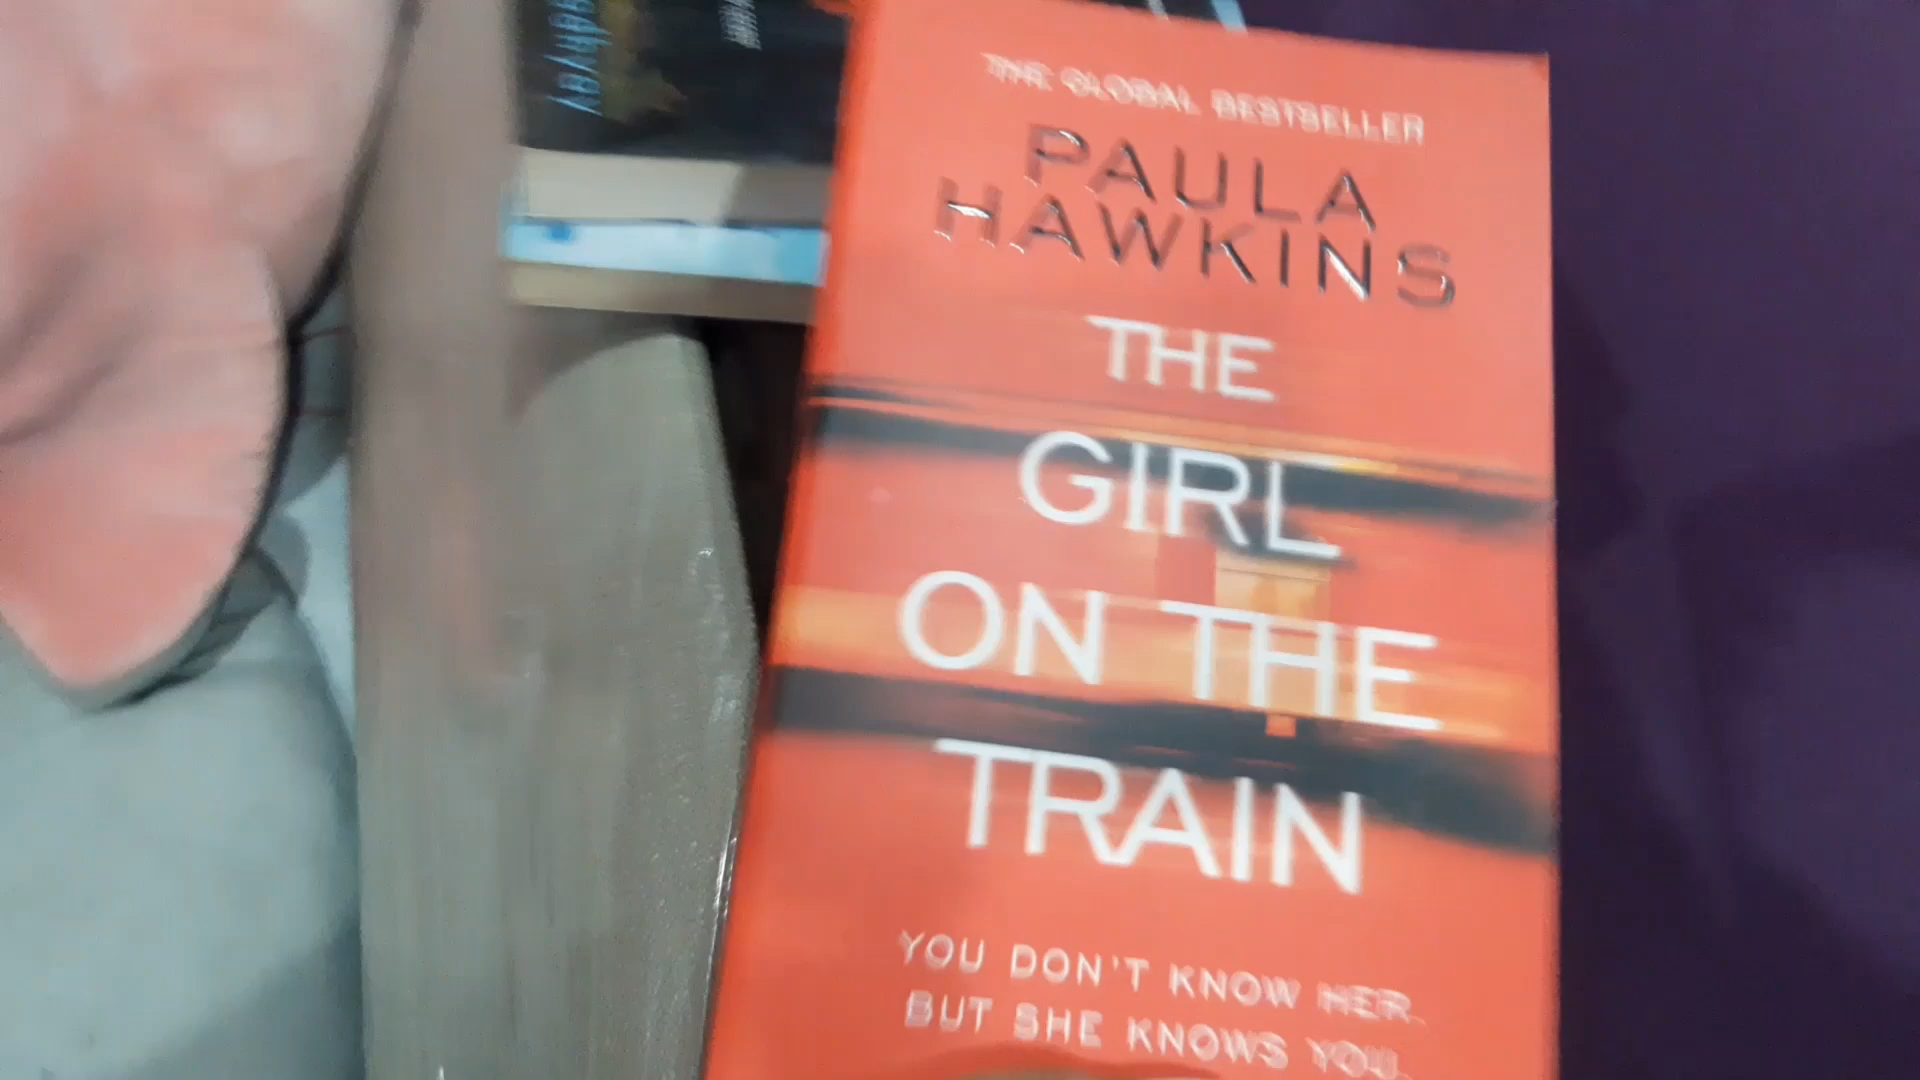 THE GLOBAL BESTSELLER
PAULA
HAWKINS
THE
GIRL
ON THE
TRAIN
YOU DON'T KNOW HER.
BUT SHE KNOWS YOU.